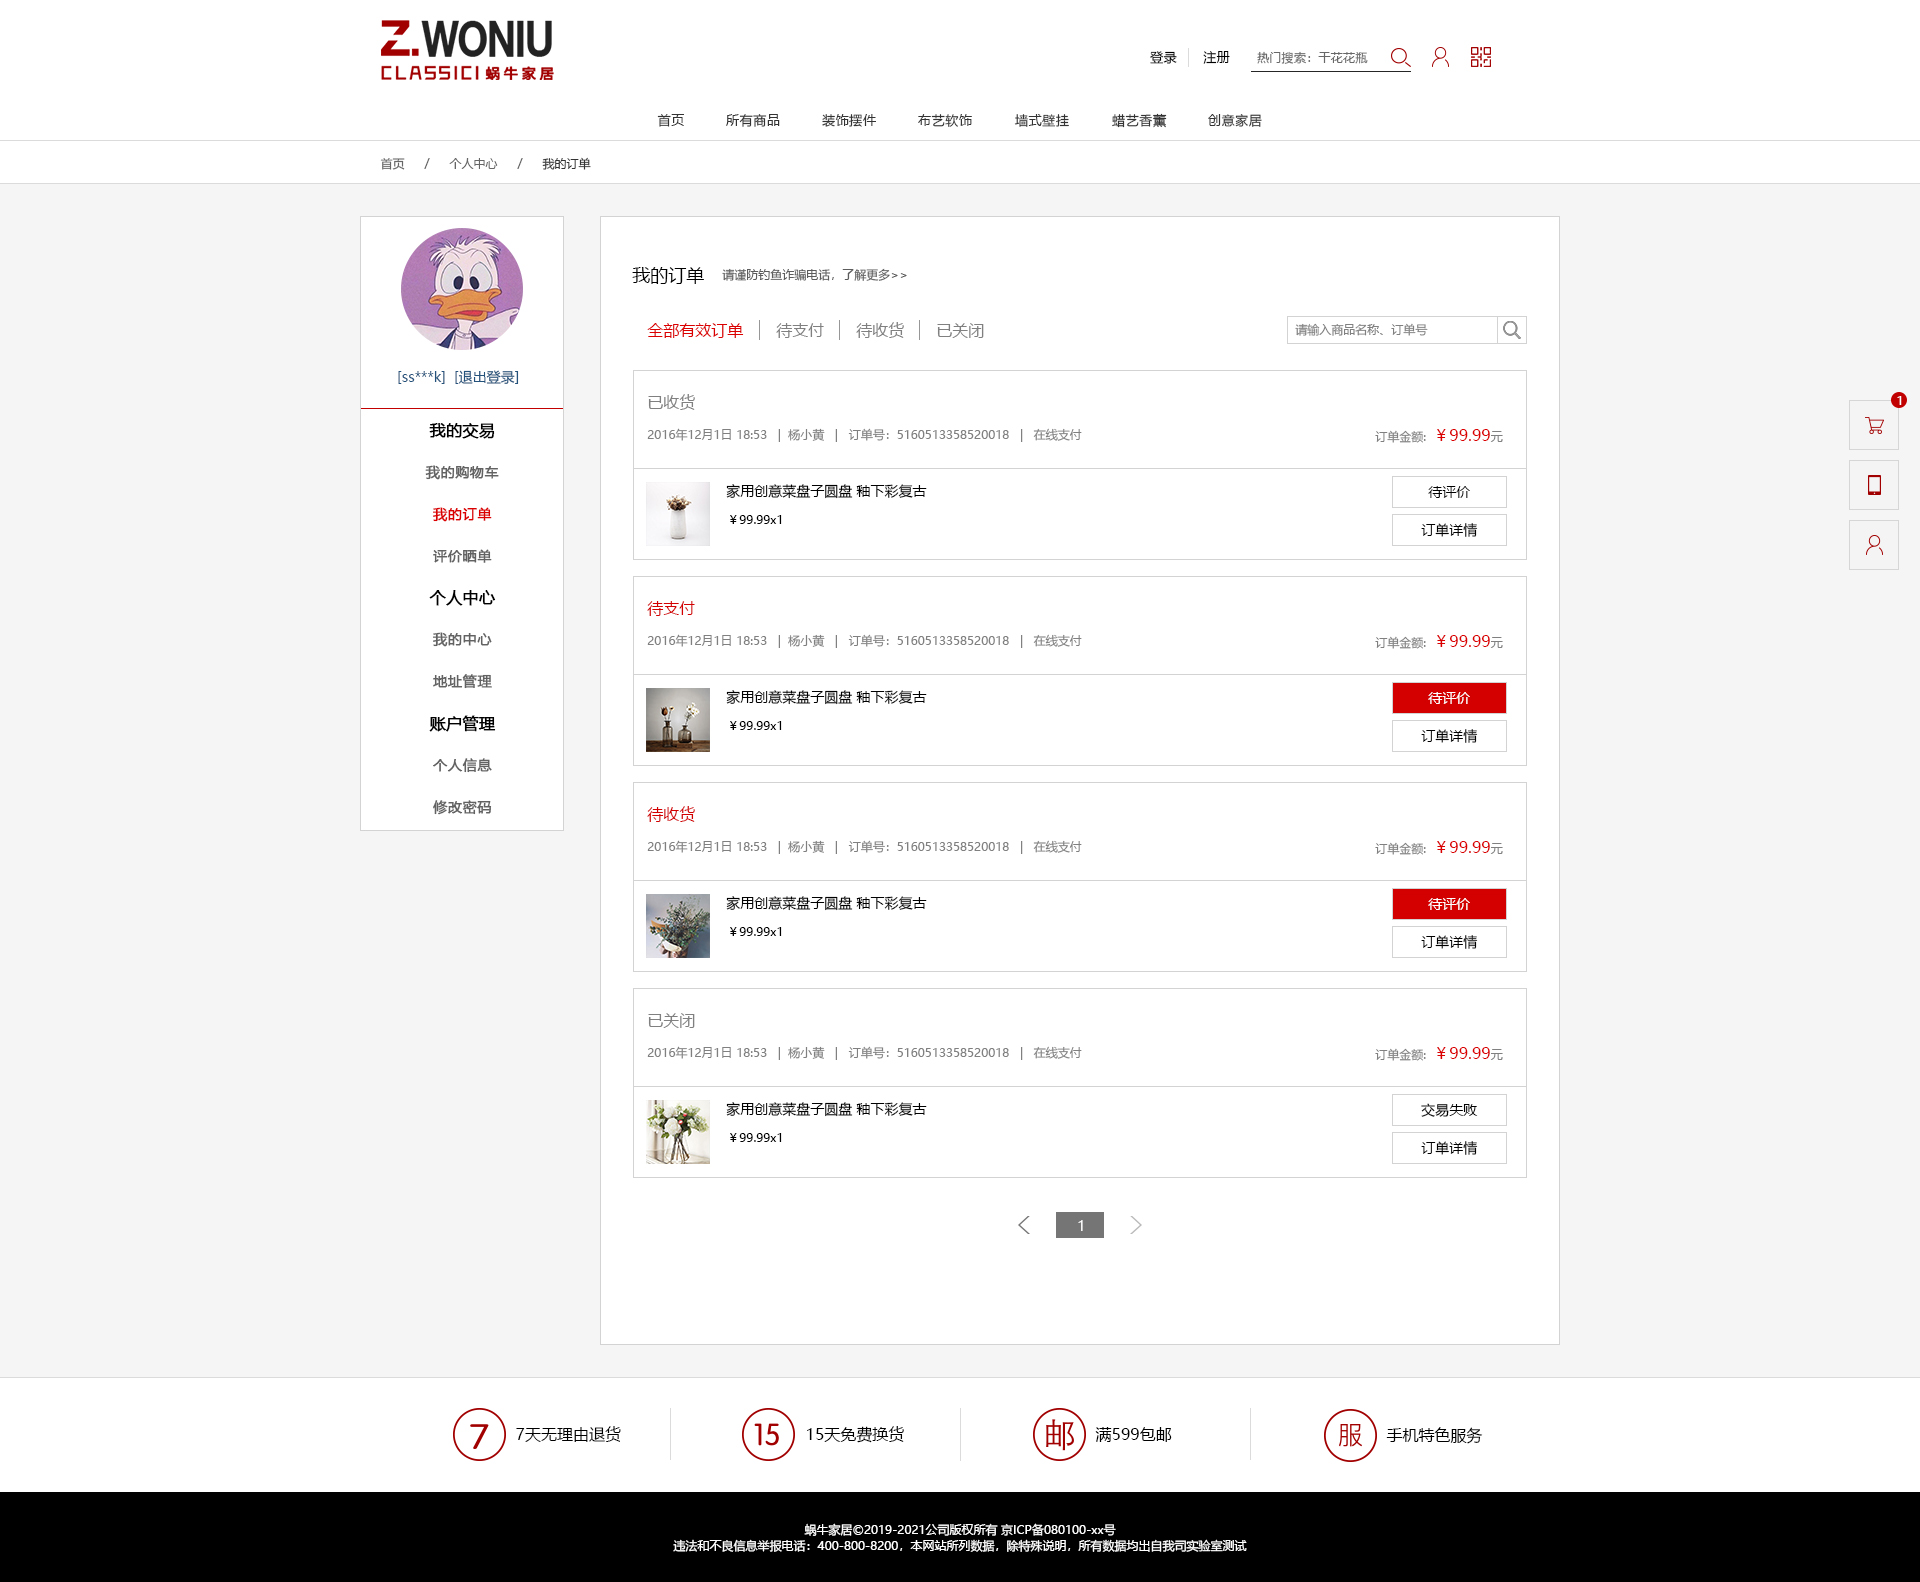 Z.WONIU
CLASSICI 蜗牛家居
登录 注册 热门搜索：干花花瓶
首页 所有商品 装饰摆件 布艺软饰 墙式壁挂 蜡艺香薰 创意家居
首页 / 个人中心 / 我的订单
[ss***k] [退出登录]
我的交易
我的购物车
我的订单
评价晒单
个人中心
我的中心
地址管理
账户管理
个人信息
修改密码
我的订单 请谨防钓鱼诈骗电话，了解更多>>
全部有效订单 | 待支付 | 待收货 | 已关闭 请输入商品名称、订单号
已收货
2016年12月1日 18:53 | 杨小黄 | 订单号：5160513358520018 | 在线支付 订单金额: ￥99.99元
家用创意菜盘子圆盘 釉下彩复古
￥99.99x1
待评价
订单详情
待支付
2016年12月1日 18:53 | 杨小黄 | 订单号：5160513358520018 | 在线支付 订单金额: ￥99.99元
家用创意菜盘子圆盘 釉下彩复古
￥99.99x1
待评价
订单详情
待收货
2016年12月1日 18:53 | 杨小黄 | 订单号：5160513358520018 | 在线支付 订单金额: ￥99.99元
家用创意菜盘子圆盘 釉下彩复古
￥99.99x1
待评价
订单详情
已关闭
2016年12月1日 18:53 | 杨小黄 | 订单号：5160513358520018 | 在线支付 订单金额: ￥99.99元
家用创意菜盘子圆盘 釉下彩复古
￥99.99x1
交易失败
订单详情
1
1
7 7天无理由退货
15 15天免费换货
邮 满599包邮
服 手机特色服务
蜗牛家居©2019-2021公司版权所有 京ICP备080100-xx号
违法和不良信息举报电话：400-800-8200，本网站所列数据，除特殊说明，所有数据均出自我司实验室测试